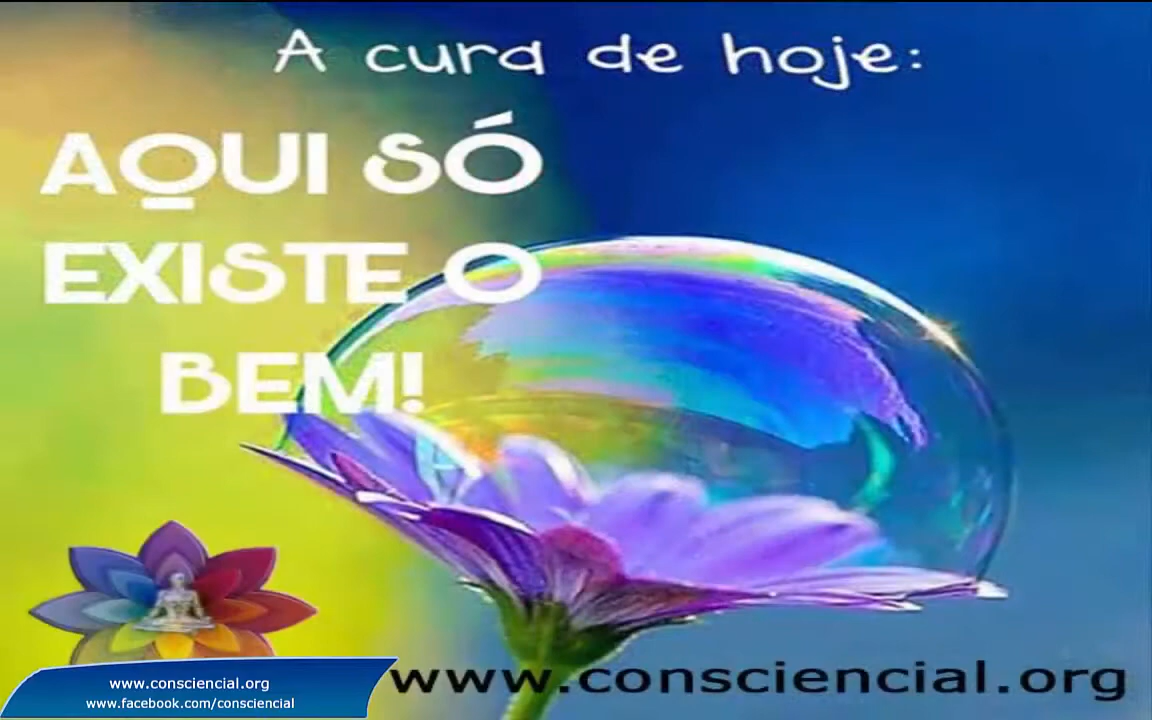 A cura de hoje:
AQUI SÓ
EXISTE O
BEM!
www.consciencial.org
www.consciencial.org
www.facebook.com/consciencial